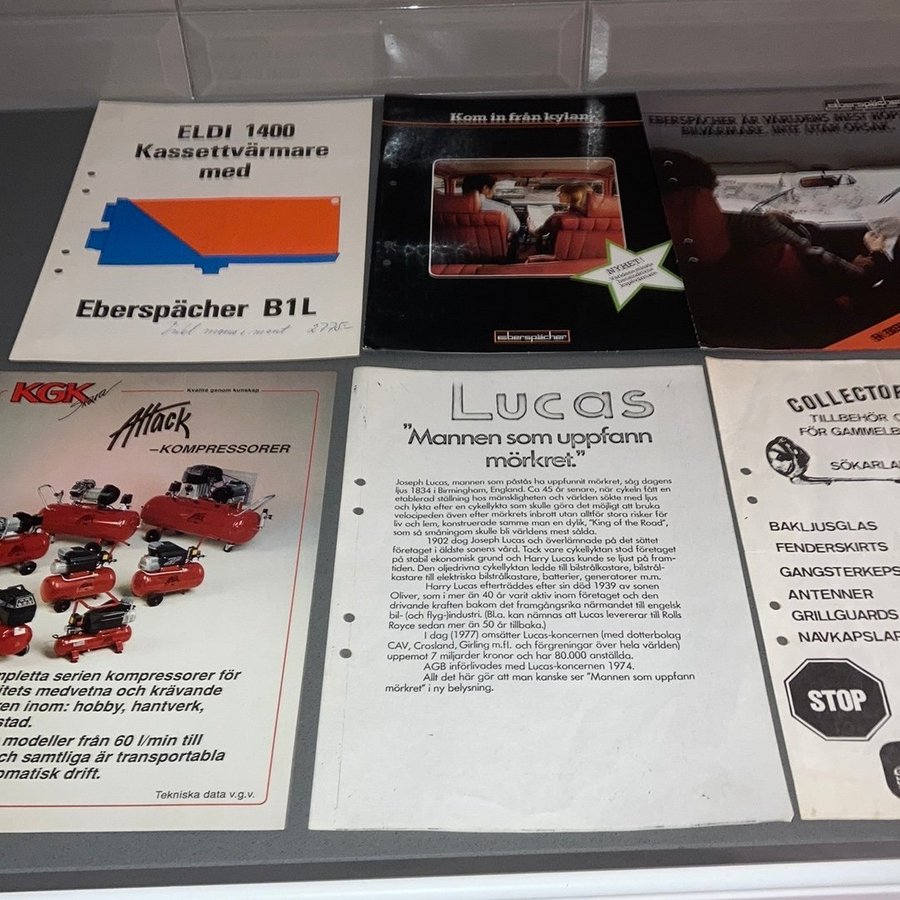 ELDI 1400
Kassettvärmare
med
Eberspächer B1L
2775:-
Kom in från kylan.
NYHET!
Eberspächer
Eberspächer
EBERSPÄCHER ÄR VÄRLDENS MEST KÖP
BILVÄRMARE. INTE UTAN ORSAK.
KGK
Skara
Kvalité genom kunskap
Attack
–KOMPRESSORER
mpletta serien kompressorer för
itets medvetna och krävande
ren inom: hobby, hantverk,
stad.
modeller från 60 l/min till
ch samtliga är transportabla
omatisk drift.
Tekniska data v.g.v.
Lucas
"Mannen som uppfann
mörkret."
Joseph Lucas, mannen som påstås ha uppfunnit mörkret, såg dagens
ljus 1834 i Birmingham, England. Ca 45 år senare, när cykeln fått en
etablerad ställning hos mänskligheten och världen sökte med ljus
och lykta efter en cykellykta som skulle göra det möjligt att bruka
velocipeden även efter mörkrets inbrott utan alltför stora risker för
liv och lem, konstruerade samme man en dylik, "King of the Road",
som så småningom skulle bli världens mest sålda.
1902 dog Joseph Lucas och överlämnade på det sättet
företaget i äldste sonens vård. Tack vare cykellyktan stod företaget
på stabil ekonomisk grund och Harry Lucas kunde se ljust på fram-
tiden. Den oljedrivna cykellyktan ledde till bilstrålkastare, bilstrål-
kastare till elektriska bilstrålkastare, batterier, generatorer m.m.
Harry Lucas efterträddes efter sin död 1939 av sonen
Oliver, som i mer än 40 år varit aktiv inom företaget och den
drivande kraften bakom det framgångsrika närmandet till engelsk
bil- (och flyg-)industri. (Bl.a. kan nämnas att Lucas levererar till Rolls
Royce sedan mer än 50 år tillbaka.)
I dag (1977) omsätter Lucas-koncernen (med dotterbolag
CAV, Crosland, Girling m.fl. och förgreningar över hela världen)
uppemot 7 miljarder kronor och har 80.000 anställda.
AGB införlivades med Lucas-koncernen 1974.
Allt det här gör att man kanske ser "Mannen som uppfann
mörkret" i ny belysning.
COLLECTOR
TILLBEHÖR O
FÖR GAMMELB
SÖKARLA
BAKLJUSGLAS
FENDERSKIRTS
GANGSTERKEPS
ANTENNER
GRILLGUARDS
NAVKAPSLAR
STOP